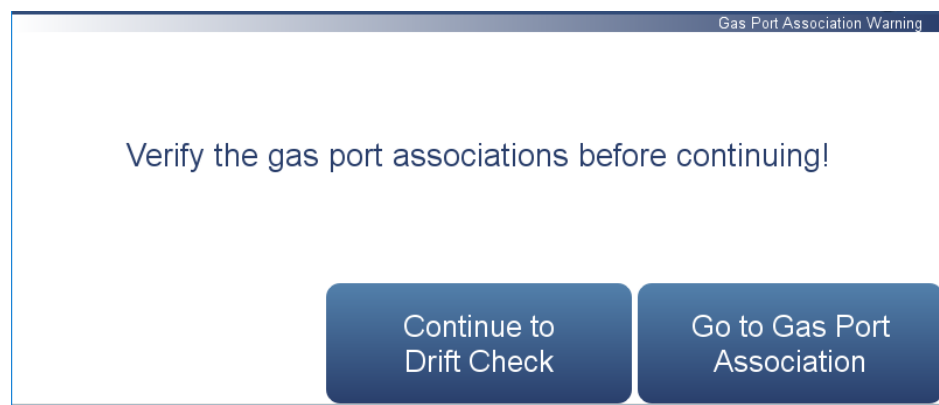 Gas Port Association Warning
Verify the gas port associations before continuing!
Continue to
Drift Check
Go to Gas Port
Association